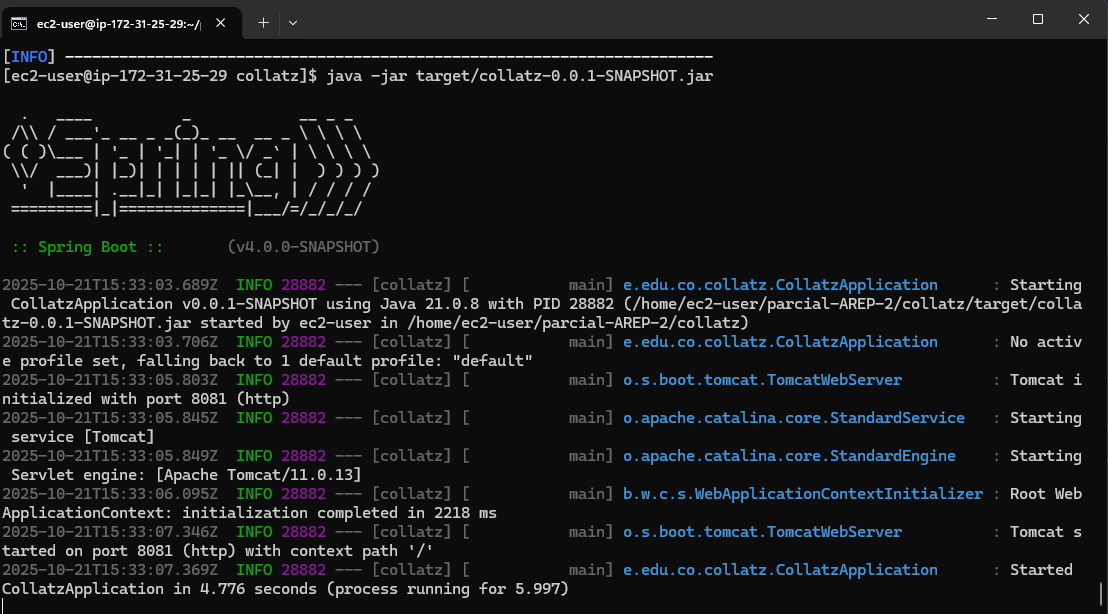 ec2-user@ip-172-31-25-29:~/
[INFO] ------------------------------------------------------------------------
[ec2-user@ip-172-31-25-29 collatz]$ java -jar target/collatz-0.0.1-SNAPSHOT.jar
  .   ____          _            __ _ _
 /\\ / ___'_ __ _ _(_)_ __  __ _ \ \ \ \
( ( )\___ | '_ | '_| | '_ \/ _` | \ \ \ \
 \\/  ___)| |_)| | | | | || (_| |  ) ) ) )
  '  |____| .__|_| |_|_| |_\__, | / / / /
 =========|_|==============|___/=/_/_/_/
 :: Spring Boot ::       (v4.0.0-SNAPSHOT)
2025-10-21T15:33:03.689Z  INFO 28882 --- [collatz] [           main] e.edu.co.collatz.CollatzApplication      : Starting
 CollatzApplication v0.0.1-SNAPSHOT using Java 21.0.8 with PID 28882 (/home/ec2-user/parcial-AREP-2/collatz/target/colla
tz-0.0.1-SNAPSHOT.jar started by ec2-user in /home/ec2-user/parcial-AREP-2/collatz)
2025-10-21T15:33:03.706Z  INFO 28882 --- [collatz] [           main] e.edu.co.collatz.CollatzApplication      : No activ
e profile set, falling back to 1 default profile: "default"
2025-10-21T15:33:05.803Z  INFO 28882 --- [collatz] [           main] o.s.boot.tomcat.TomcatWebServer          : Tomcat i
nitialized with port 8081 (http)
2025-10-21T15:33:05.845Z  INFO 28882 --- [collatz] [           main] o.apache.catalina.core.StandardService   : Starting
 service [Tomcat]
2025-10-21T15:33:05.849Z  INFO 28882 --- [collatz] [           main] o.apache.catalina.core.StandardEngine    : Starting
 Servlet engine: [Apache Tomcat/11.0.13]
2025-10-21T15:33:06.095Z  INFO 28882 --- [collatz] [           main] b.w.c.s.WebApplicationContextInitializer : Root Web
ApplicationContext: initialization completed in 2218 ms
2025-10-21T15:33:07.346Z  INFO 28882 --- [collatz] [           main] o.s.boot.tomcat.TomcatWebServer          : Tomcat s
tarted on port 8081 (http) with context path '/'
2025-10-21T15:33:07.369Z  INFO 28882 --- [collatz] [           main] e.edu.co.collatz.CollatzApplication      : Started
CollatzApplication in 4.776 seconds (process running for 5.997)